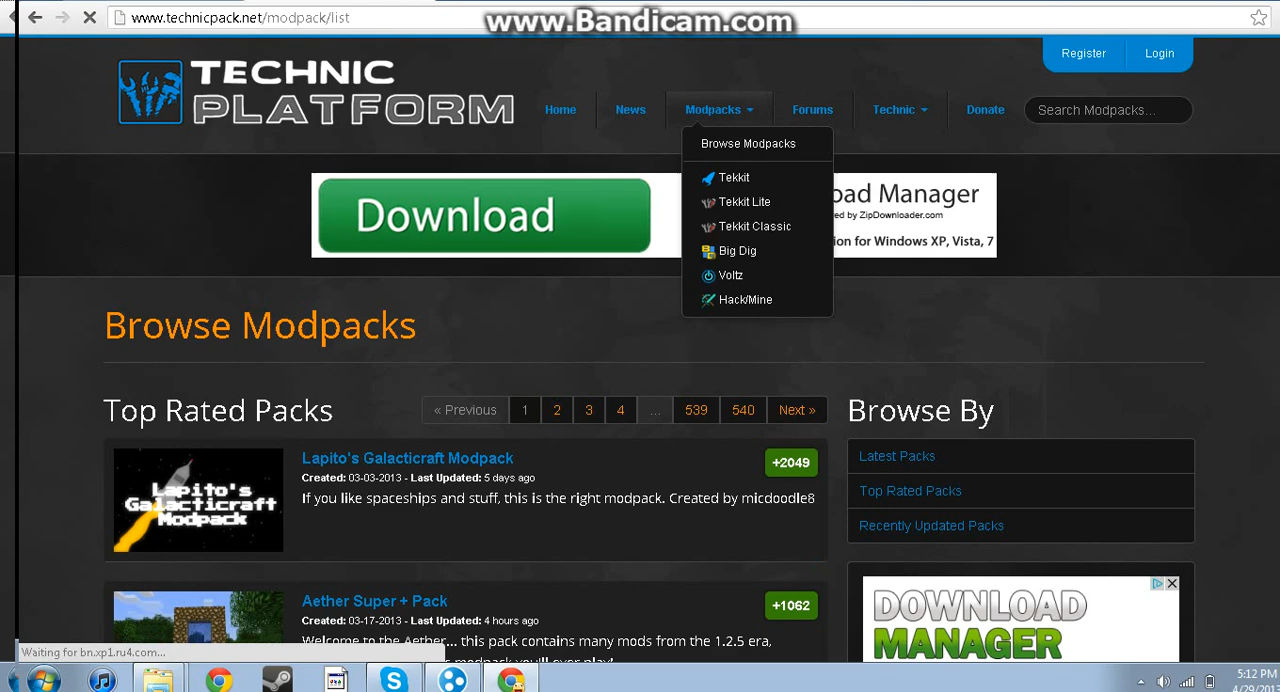 www.technicpack.net/modpack/list
www.Bandicam.com
Register Login
TECHNIC
PLATFORM
Home News Modpacks Forums Technic Donate Search Modpacks...
Browse Modpacks
Tekkit
Tekkit Lite
Tekkit Classic
Big Dig
Voltz
Hack/Mine
Download
oad Manager
ed by ZipDownloader.com
ion for Windows XP, Vista, 7
Browse Modpacks
Top Rated Packs
« Previous 1 2 3 4 ... 539 540 Next »
Lapito's
Galacticraft
Modpack
Lapito's Galacticraft Modpack
Created: 03-03-2013 - Last Updated: 5 days ago
If you like spaceships and stuff, this is the right modpack. Created by micdoodle8
+2049
Aether Super + Pack
Created: 03-17-2013 - Last Updated: 4 hours ago
Welcome to the Aether... this pack contains many mods from the 1.2.5 era,
+1062
Browse By
Latest Packs
Top Rated Packs
Recently Updated Packs
DOWNLOAD
MANAGER
Waiting for bn.xp1.ru4.com...
5:12 PM